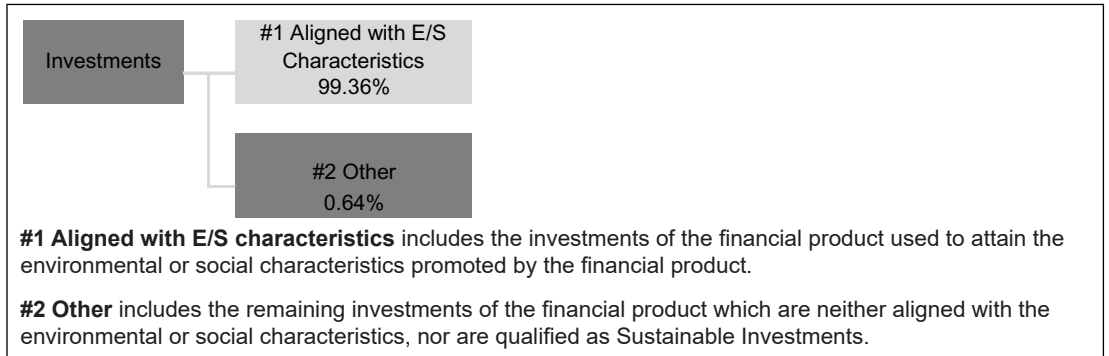 Investments
#1 Aligned with E/S
Characteristics
99.36%
#2 Other
0.64%
#1 Aligned with E/S characteristics includes the investments of the financial product used to attain the
environmental or social characteristics promoted by the financial product.
#2 Other includes the remaining investments of the financial product which are neither aligned with the
environmental or social characteristics, nor are qualified as Sustainable Investments.